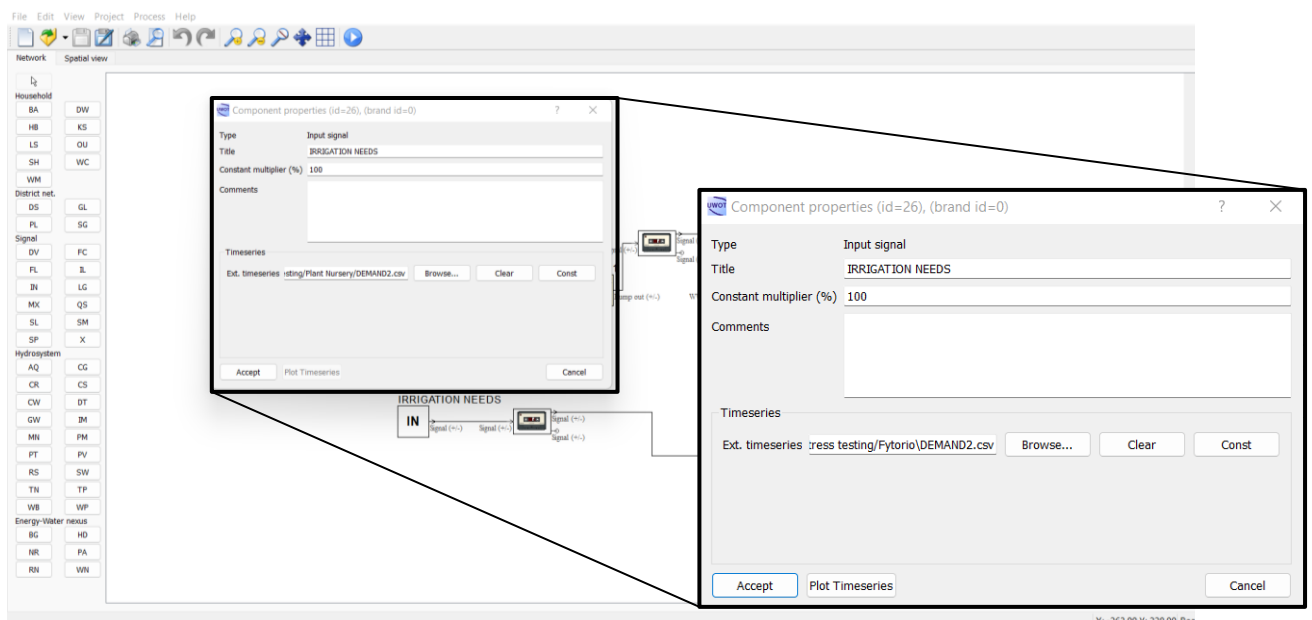 File Edit View Project Process Help
Network Spatial view
Household
BA DW
HB KS
LS OU
SH WC
WM
District net.
DS GL
PL SG
Signal
DV FC
FL IL
IN LG
MX QS
SL SM
SP X
Hydrosystem
AQ CG
CR CS
CW DT
GW IM
MN PM
PT PV
RS SW
TN TP
WB WP
Energy-Water nexus
BG HD
NR PA
RN WN
Component properties (id=26), (brand id=0) ?
Type Input signal
Title IRRIGATION NEEDS
Constant multiplier (%) 100
Comments
Timeseries
Ext. timeseries sting/Plant Nursery/DEMAND2.csv Browse... Clear Const
Accept Plot Timeseries Cancel
Signal
Signal
out (+/-) W
IRRIGATION NEEDS
IN
Signal (+/-) Signal (+/-) Signal (+/-)
Signal (+/-)
UWOT Component properties (id=26), (brand id=0) ?
Type Input signal
Title IRRIGATION NEEDS
Constant multiplier (%) 100
Comments
Timeseries
Ext. timeseries tress testing/Fytorio\DEMAND2.csv Browse... Clear Const
Accept Plot Timeseries Cancel